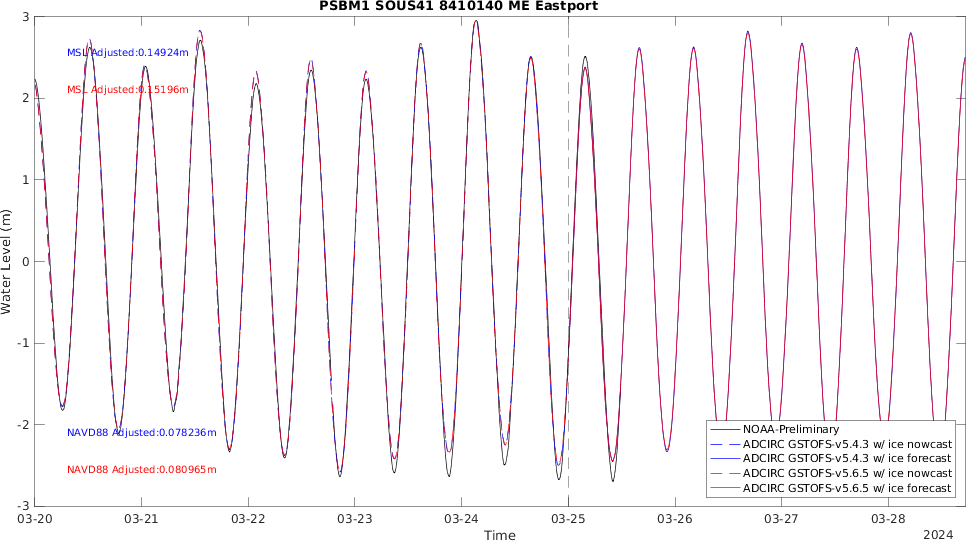 PSBM1 SOUS41 8410140 ME Eastport
3
2
1
0
-1
-2
-3
Water Level (m)
MSL Adjusted:0.14924m
MSL Adjusted:0.15196m
NAVD88 Adjusted:0.078236m
NAVD88 Adjusted:0.080965m
NOAA-Preliminary
ADCIRC GSTOFS-v5.4.3 w/ ice nowcast
ADCIRC GSTOFS-v5.4.3 w/ ice forecast
ADCIRC GSTOFS-v5.6.5 w/ ice nowcast
ADCIRC GSTOFS-v5.6.5 w/ ice forecast
03-20 03-21 03-22 03-23 03-24 03-25 03-26 03-27 03-28
Time
2024